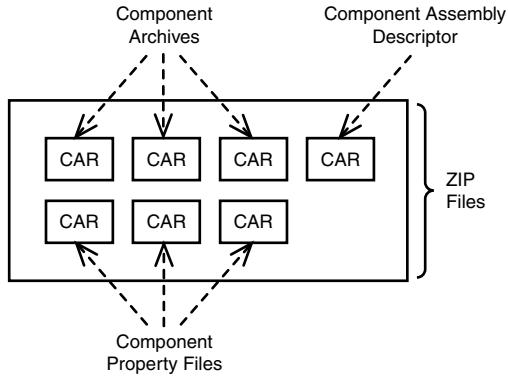 Component
Archives
Component Assembly
Descriptor
CAR CAR CAR CAR
CAR CAR CAR
ZIP
Files
Component
Property Files